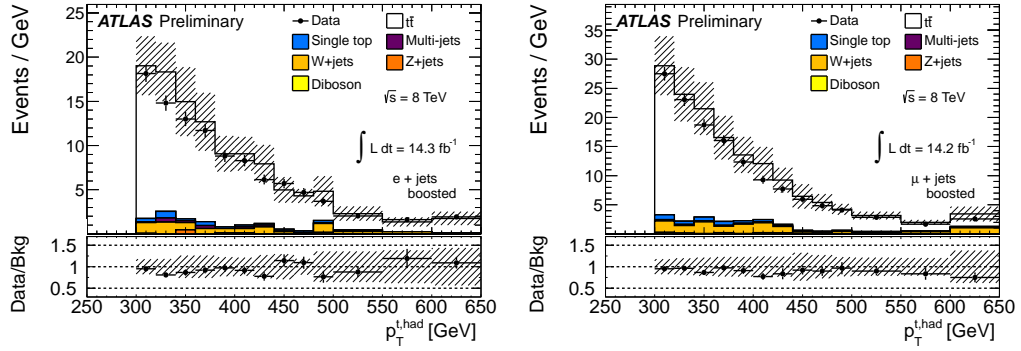 ATLAS Preliminary
Data
tt̄
Single top
Multi-jets
W+jets
Z+jets
Diboson
√s = 8 TeV
∫ L dt = 14.3 fb⁻¹
e + jets
boosted
Events / GeV
25
20
15
10
5
Data/Bkg
1.5
1
0.5
250 300 350 400 450 500 550 600 650
p_T^{t,had} [GeV]
ATLAS Preliminary
Data
tt̄
Single top
Multi-jets
W+jets
Z+jets
Diboson
√s = 8 TeV
∫ L dt = 14.2 fb⁻¹
μ + jets
boosted
Events / GeV
35
30
25
20
15
10
5
Data/Bkg
1.5
1
0.5
250 300 350 400 450 500 550 600 650
p_T^{t,had} [GeV]